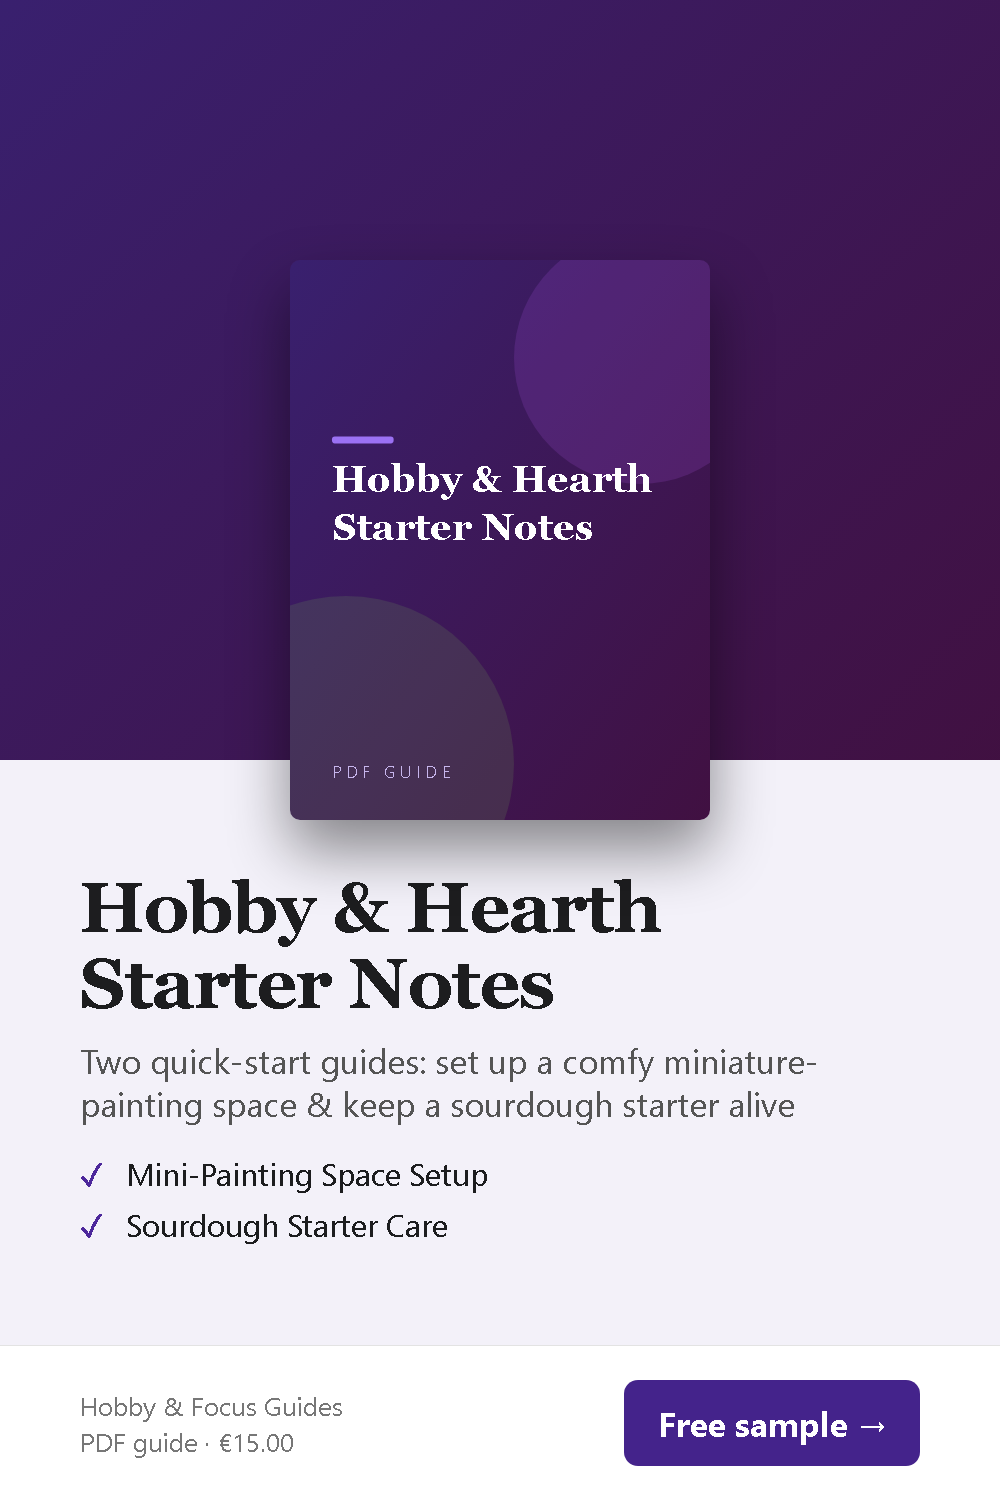 Hobby & Hearth
Starter Notes
PDF GUIDE
Hobby & Hearth
Starter Notes
Two quick-start guides: set up a comfy miniature-
painting space & keep a sourdough starter alive
✓ Mini-Painting Space Setup
✓ Sourdough Starter Care
Hobby & Focus Guides
PDF guide · €15.00
Free sample →